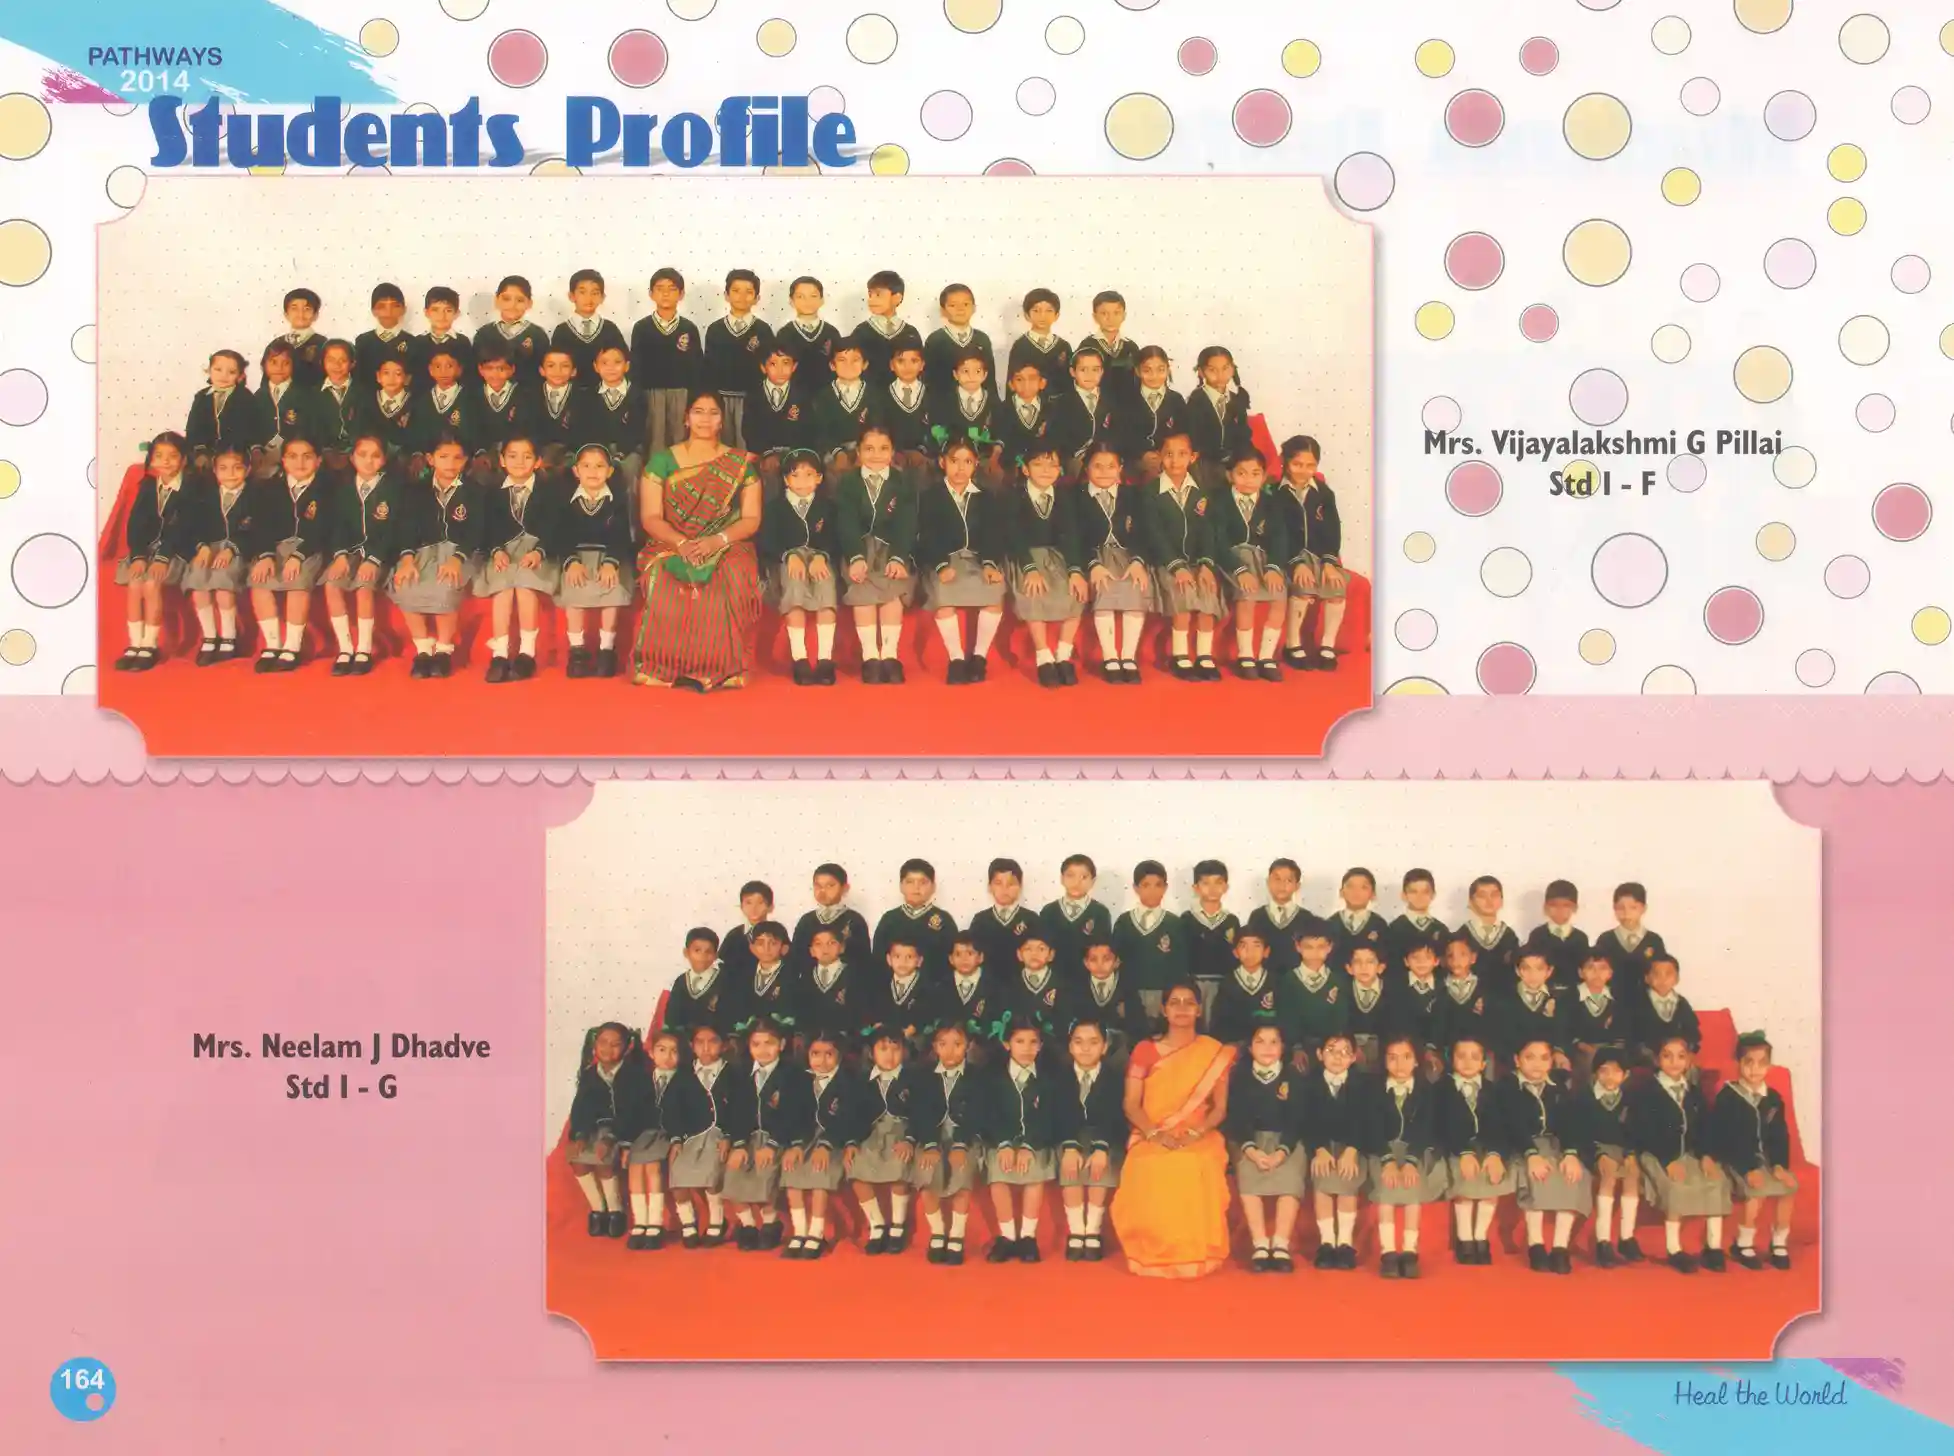 PATHWAYS
2014
Students Profile
Mrs. Vijayalakshmi G Pillai
Std I - F
Mrs. Neelam J Dhadve
Std I - G
164
Heal the World